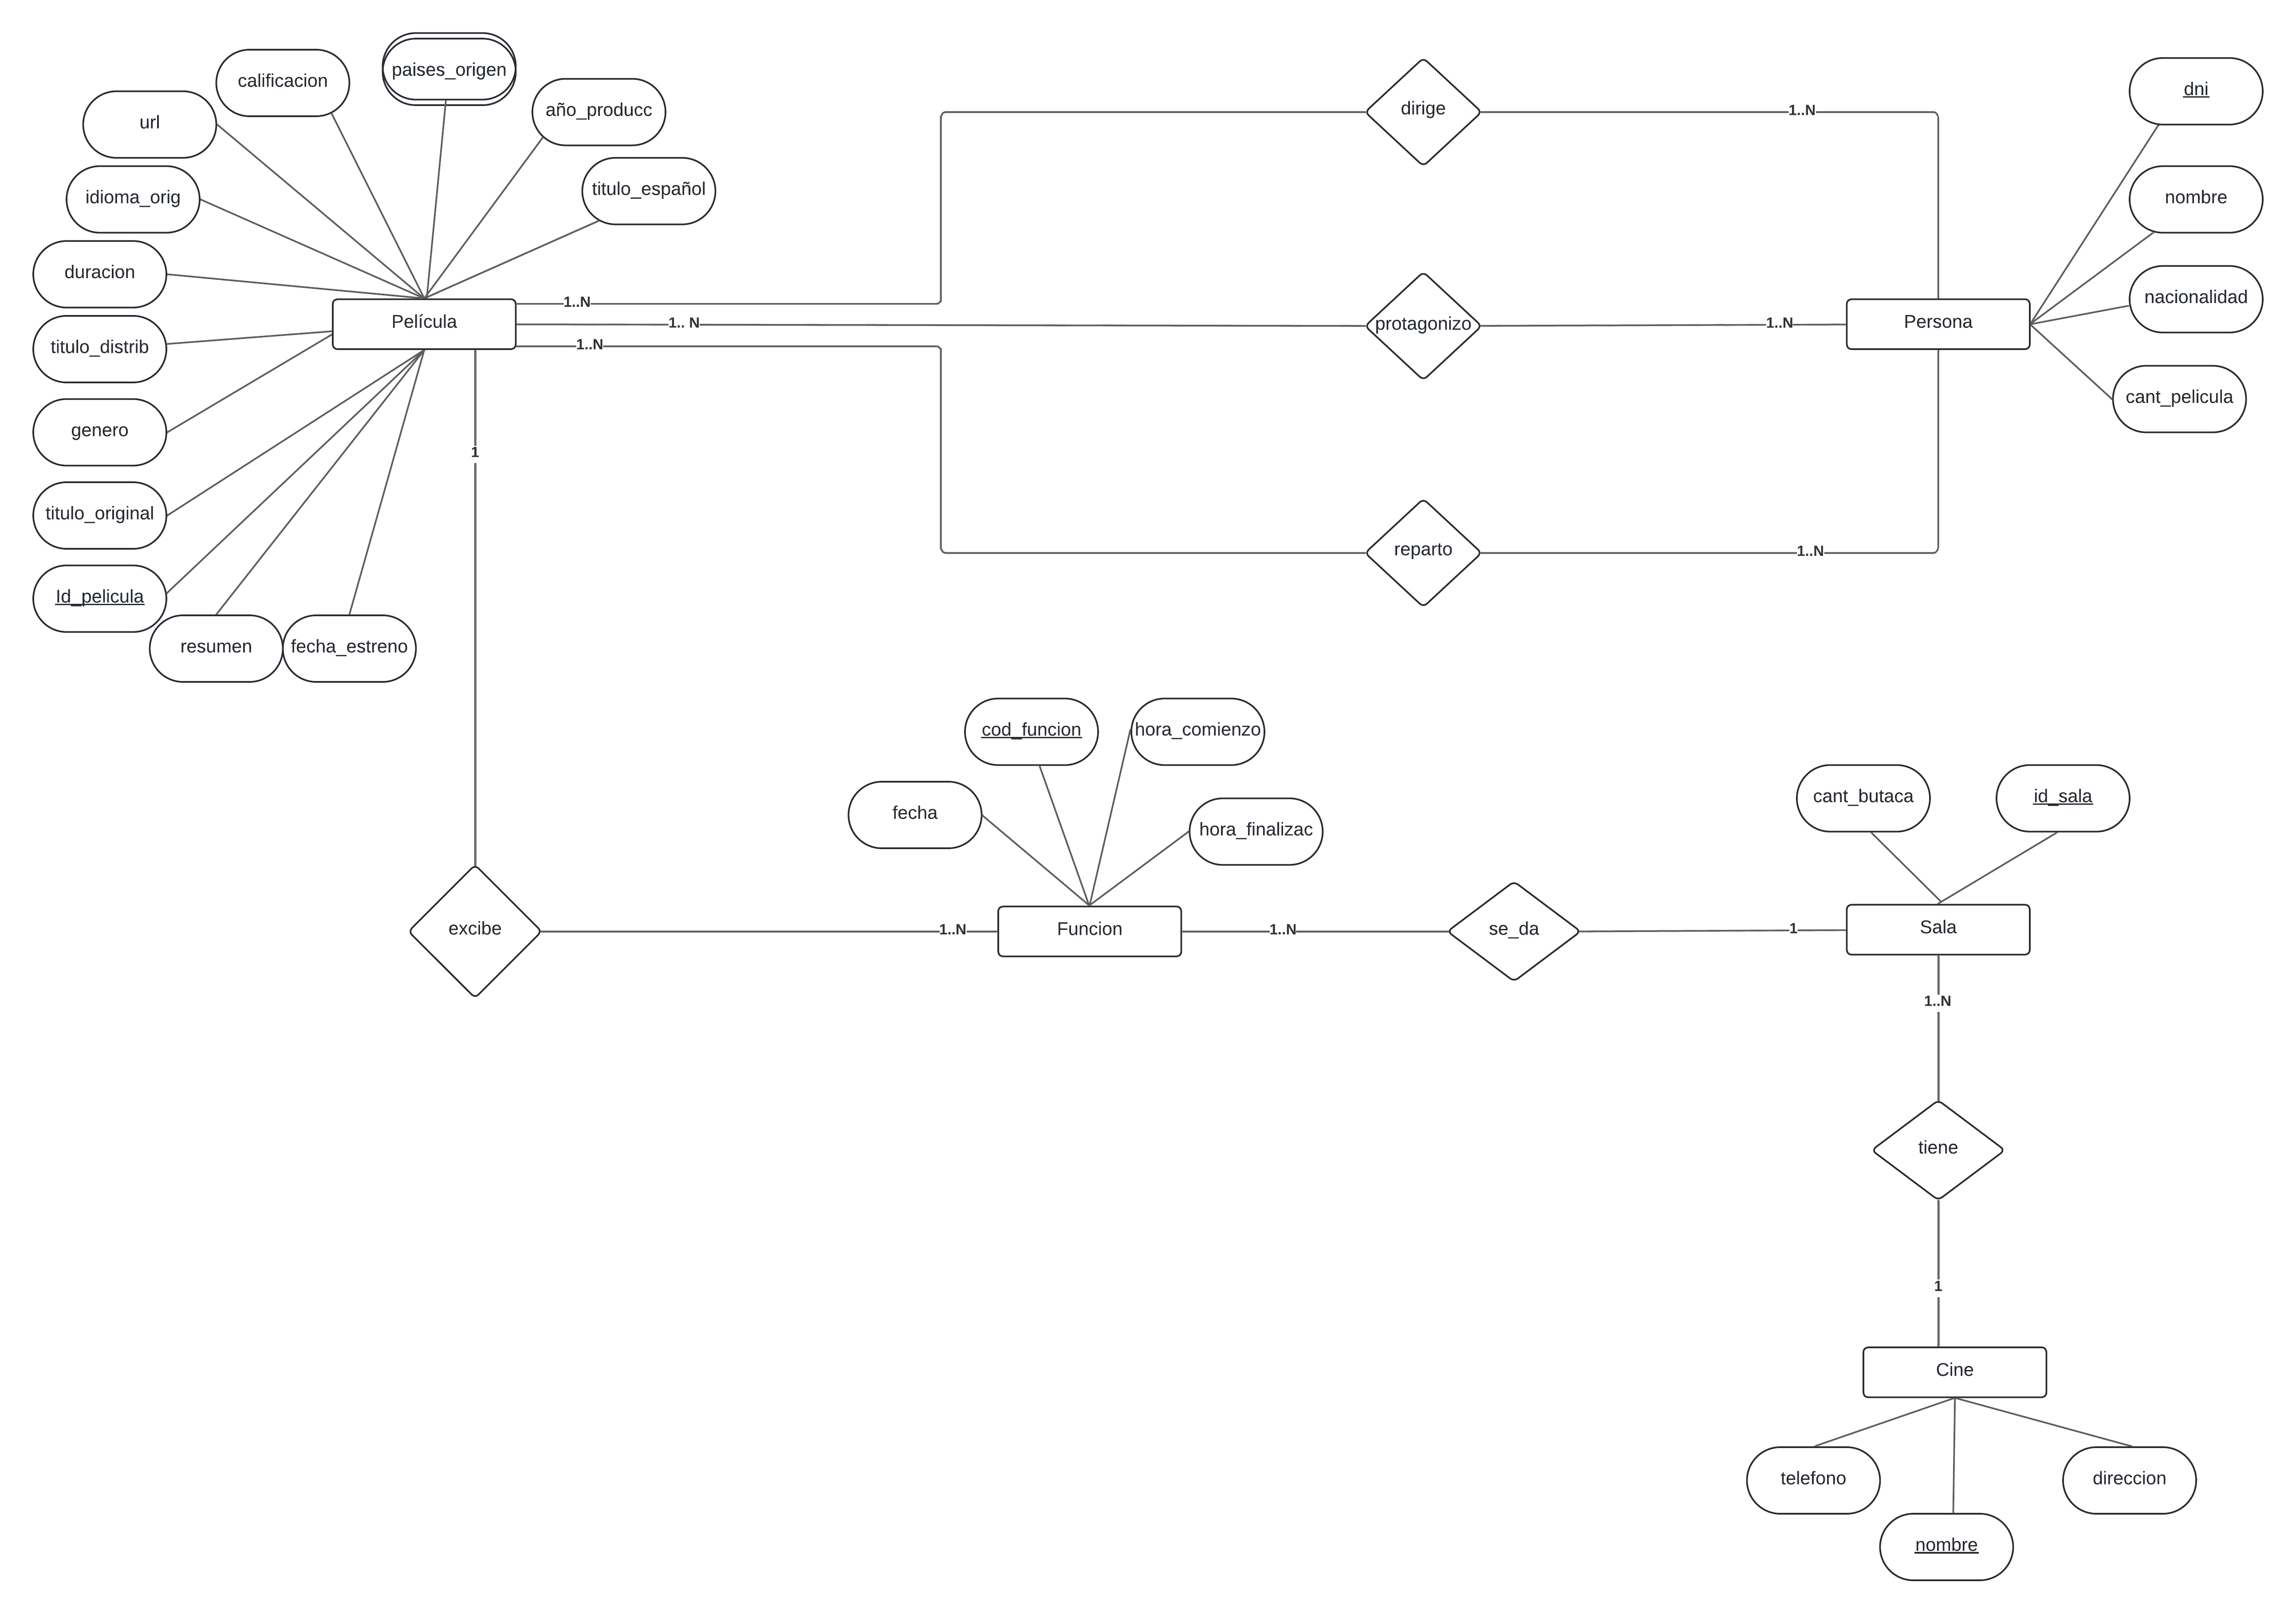 paises_origen
calificacion
dni
año_producc
dirige
1..N
url
titulo_español
idioma_orig
nombre
duracion
nacionalidad
1..N
Película
1.. N
protagonizo
1..N
Persona
1..N
titulo_distrib
cant_pelicula
genero
1
titulo_original
reparto
1..N
Id_pelicula
resumen
fecha_estreno
cod_funcion
hora_comienzo
fecha
hora_finalizac
cant_butaca
id_sala
excibe
1..N
Funcion
1..N
se_da
1
Sala
1..N
tiene
1
Cine
telefono
direccion
nombre